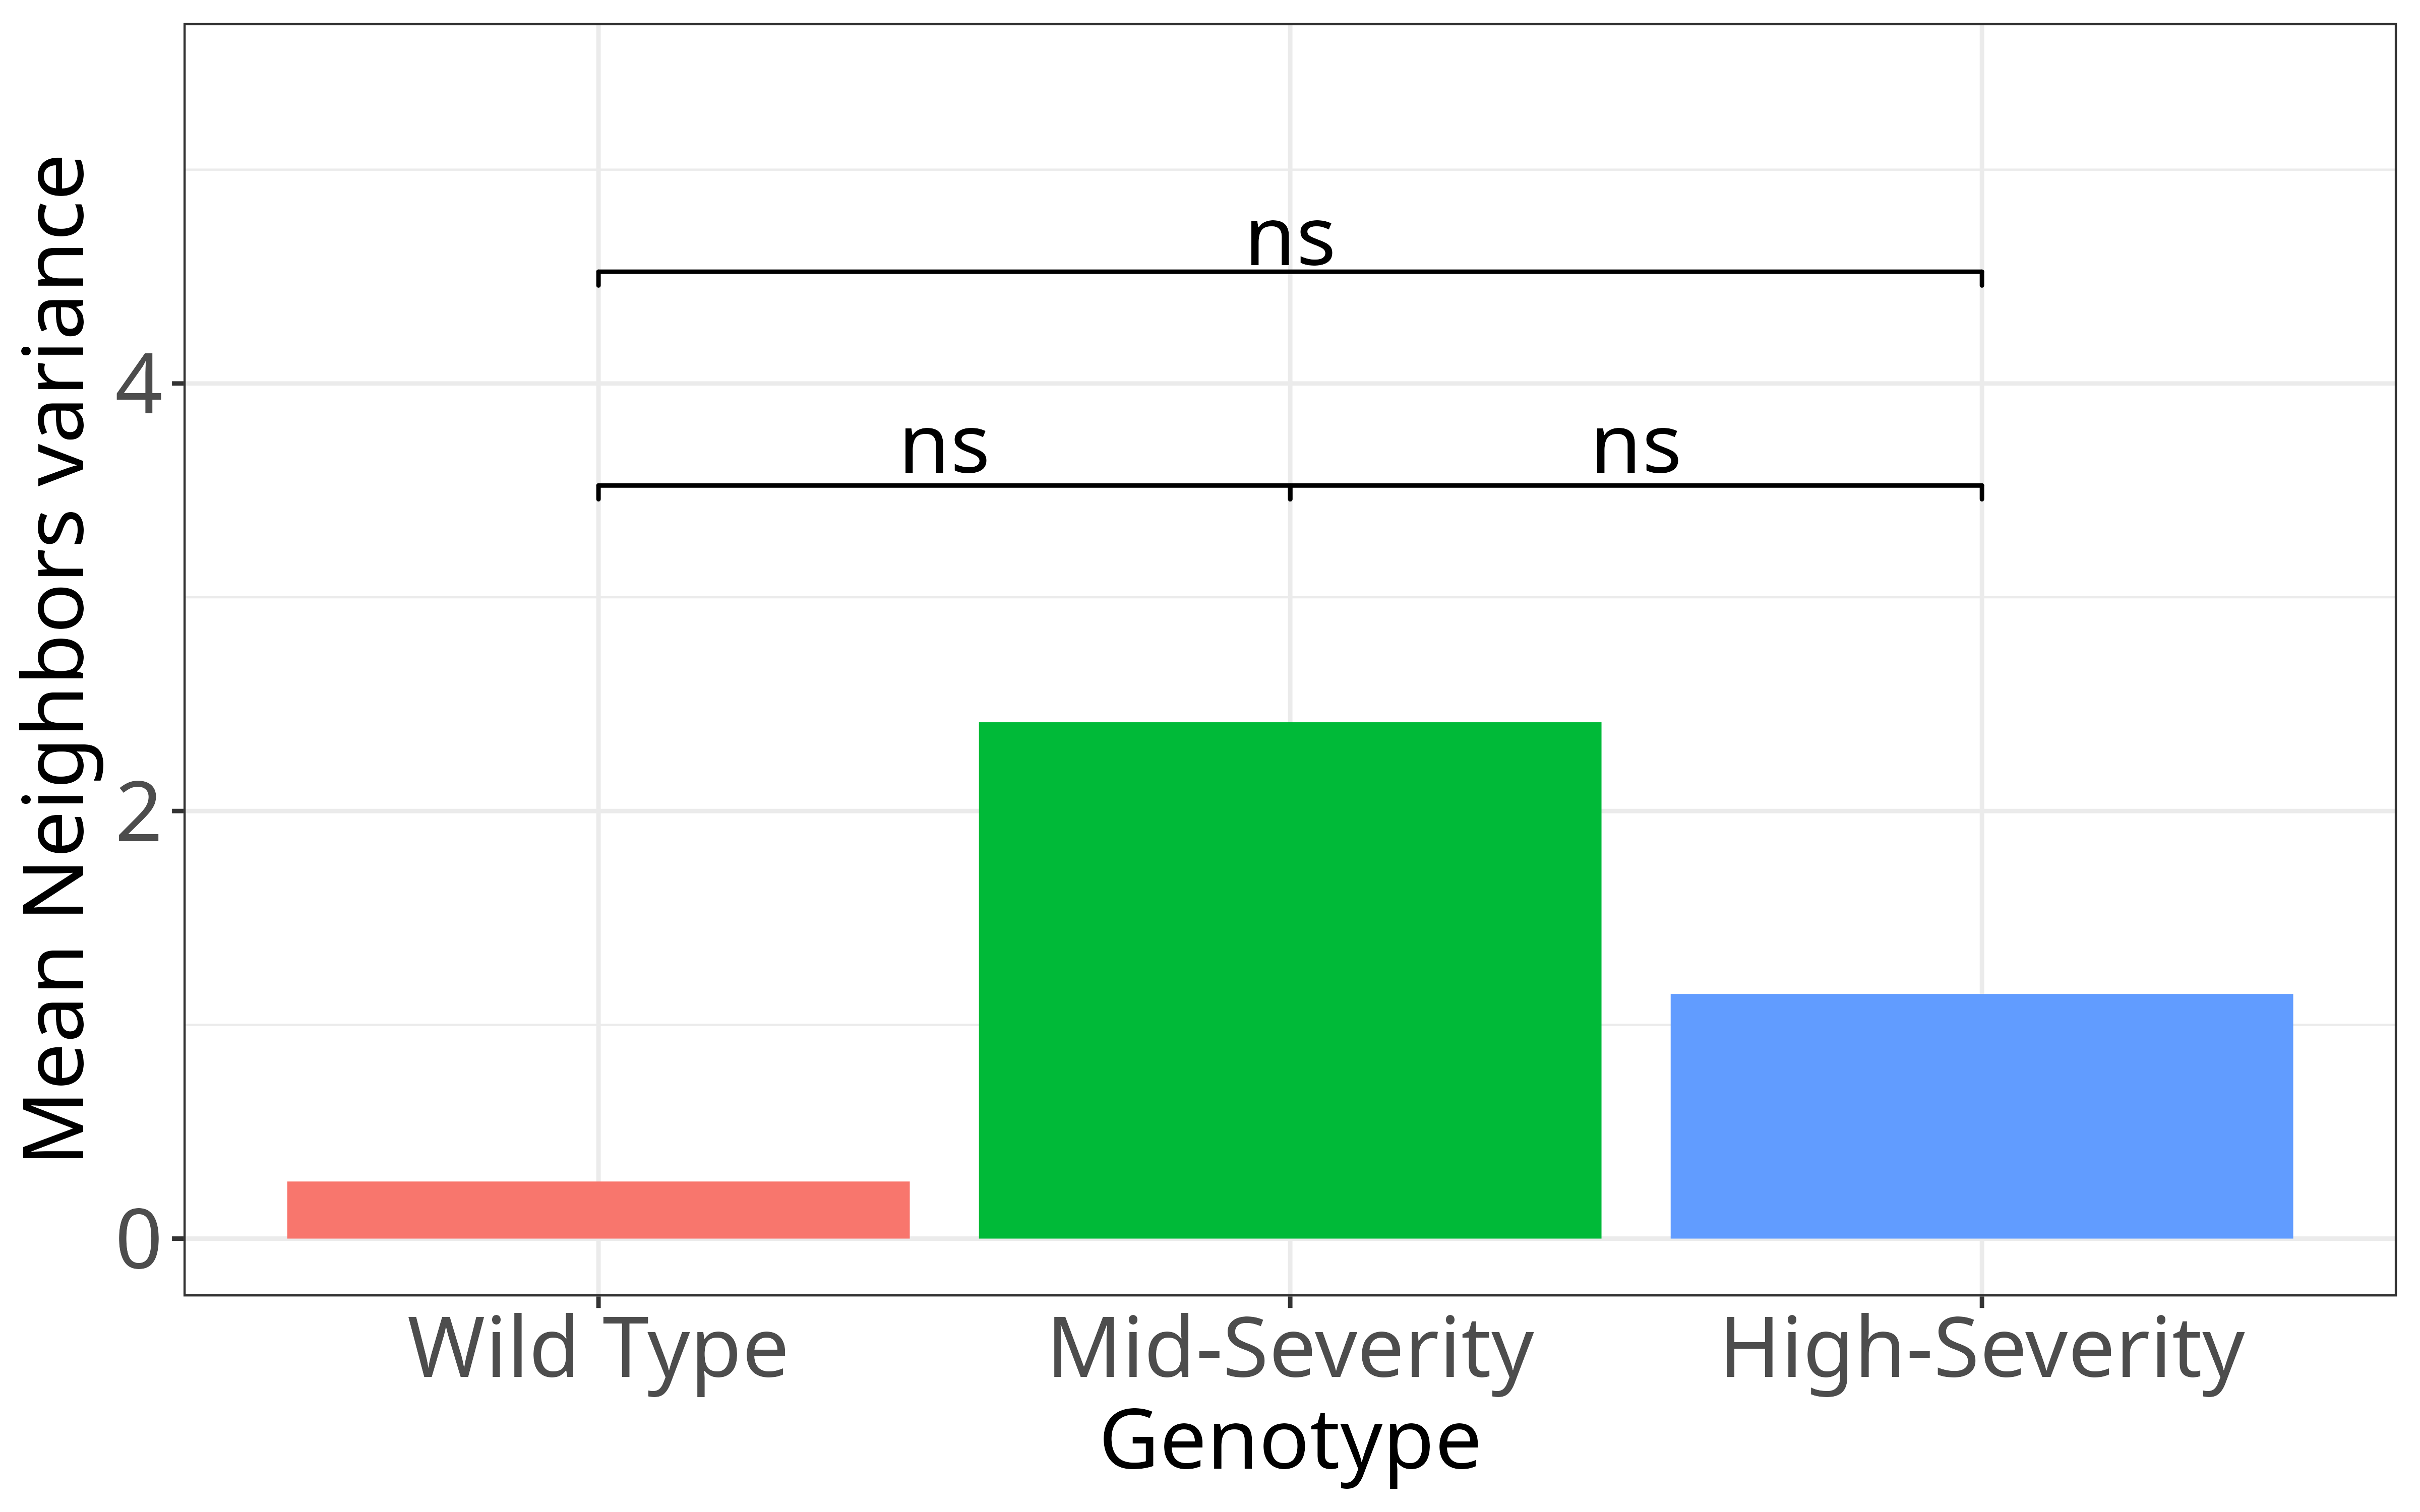 Mean Neighbors variance
ns
4
ns ns
2
0
Wild Type Mid-Severity High-Severity
Genotype